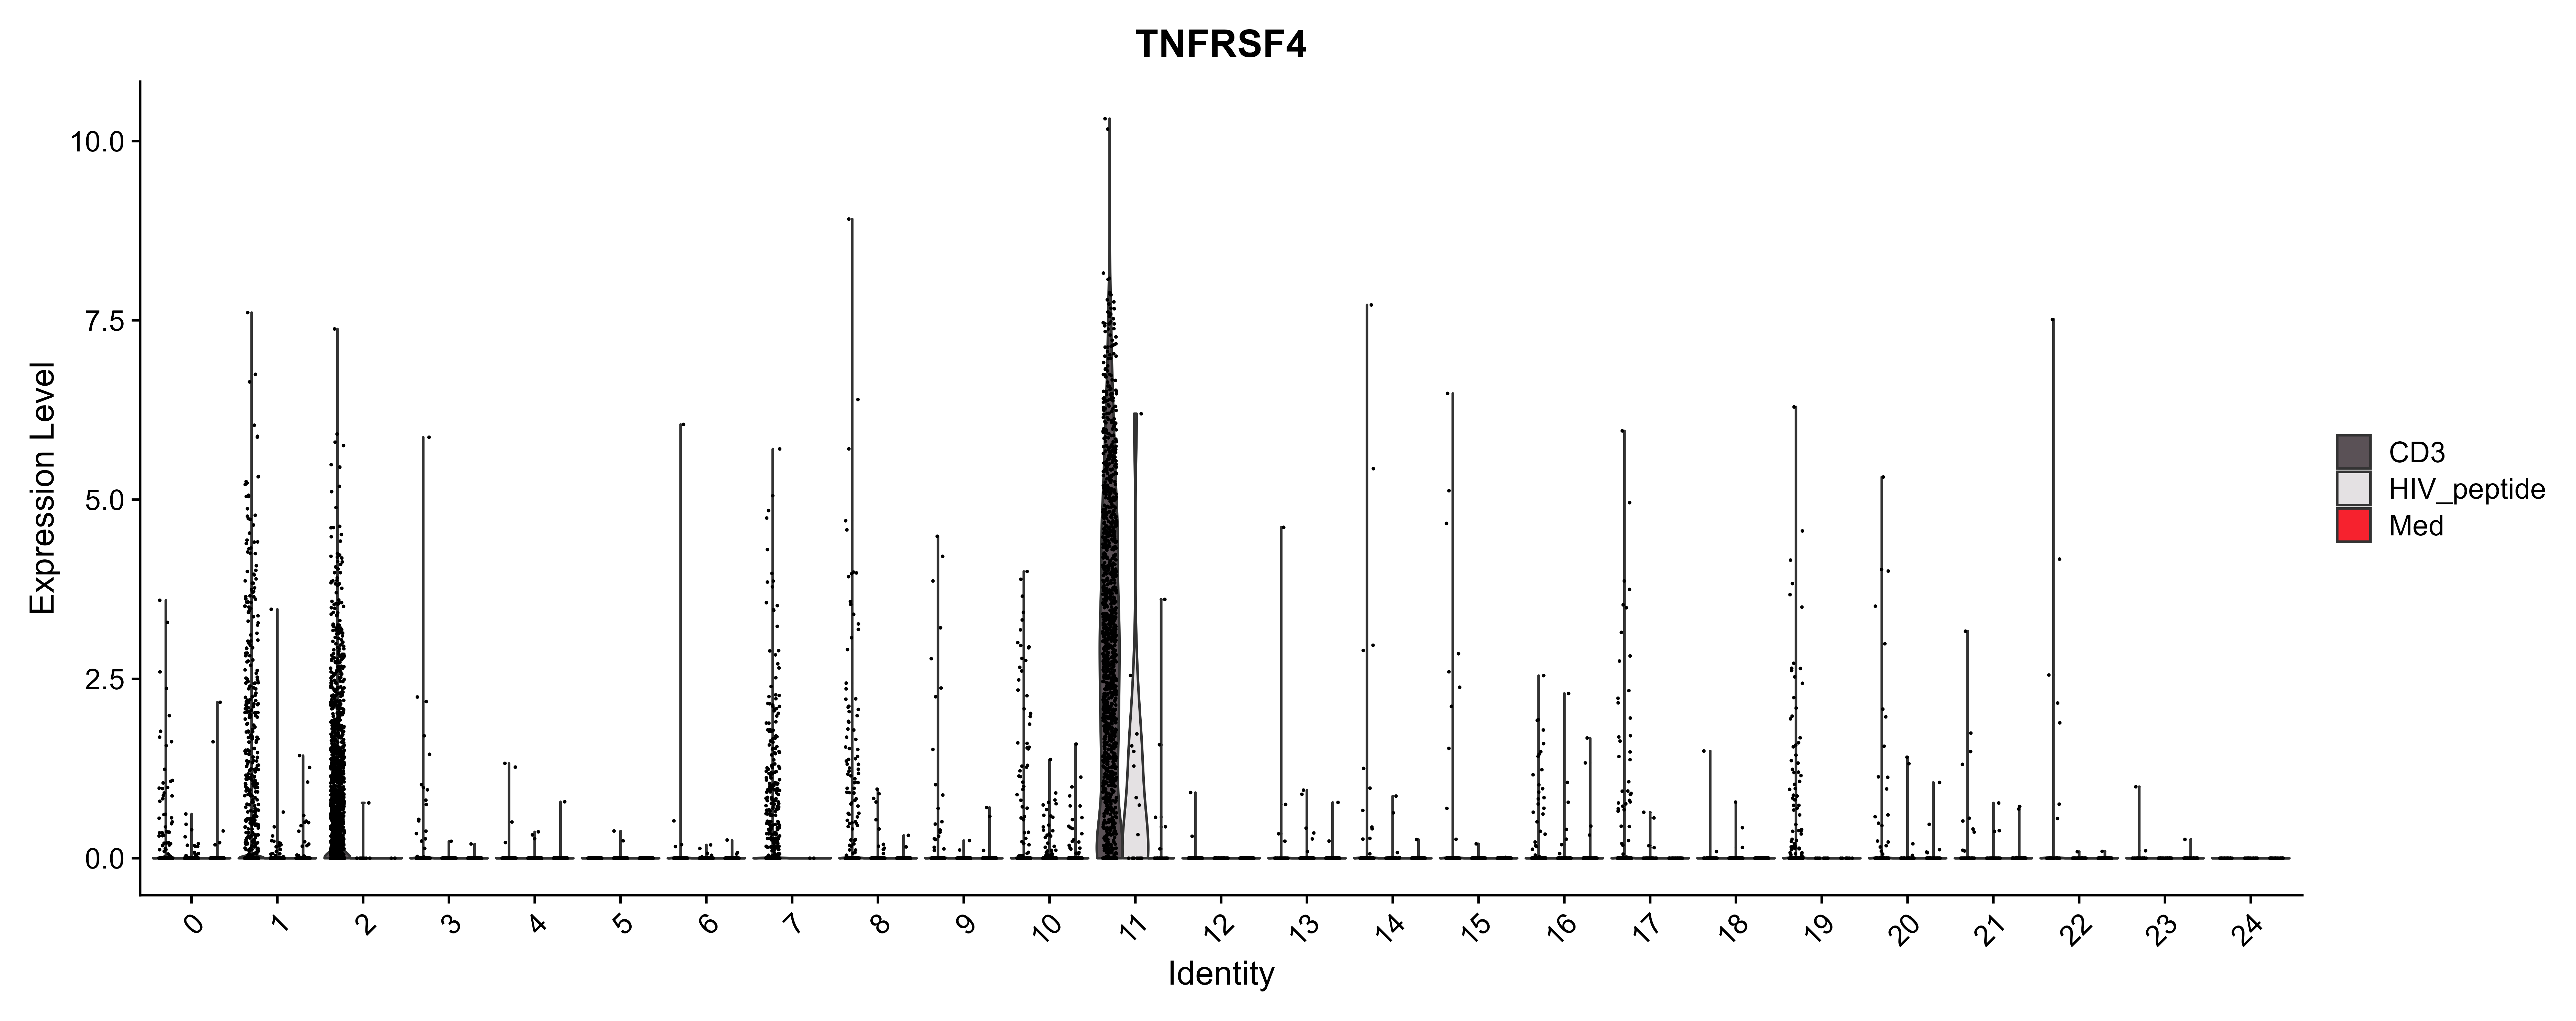 TNFRSF4
Expression Level
10.0
7.5
5.0
2.5
0.0
0 1 2 3 4 5 6 7 8 9 10 11 12 13 14 15 16 17 18 19 20 21 22 23 24
Identity
CD3
HIV_peptide
Med